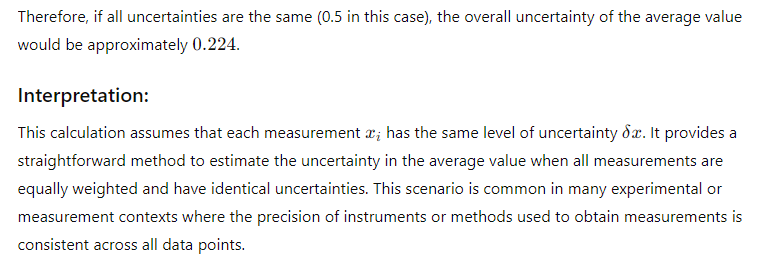 Therefore, if all uncertainties are the same (0.5 in this case), the overall uncertainty of the average value
would be approximately 0.224.
Interpretation:
This calculation assumes that each measurement xᵢ has the same level of uncertainty δx. It provides a
straightforward method to estimate the uncertainty in the average value when all measurements are
equally weighted and have identical uncertainties. This scenario is common in many experimental or
measurement contexts where the precision of instruments or methods used to obtain measurements is
consistent across all data points.